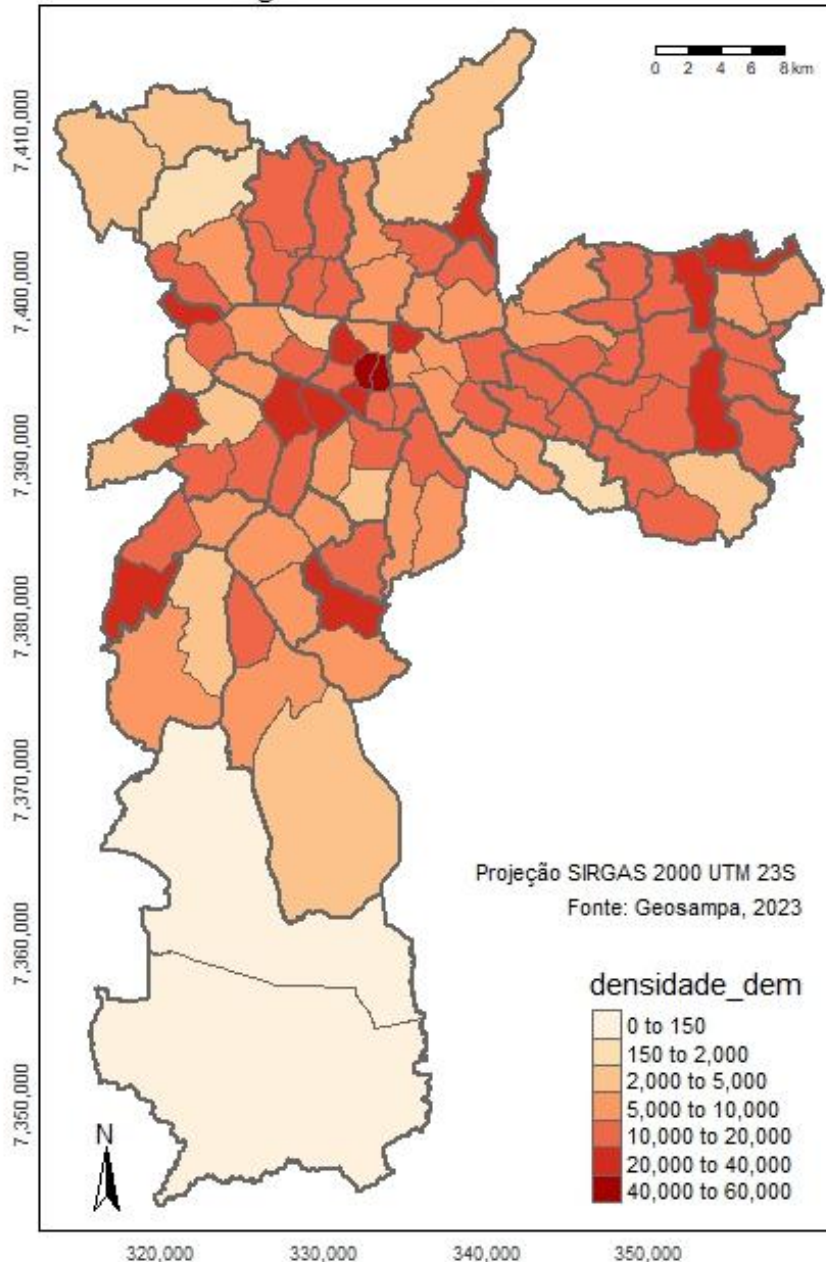 0 2 4 6 8 km
7,410,000
7,400,000
7,390,000
7,380,000
7,370,000
7,360,000
7,350,000
Projeção SIRGAS 2000 UTM 23S
Fonte: Geosampa, 2023
densidade_dem
0 to 150
150 to 2,000
2,000 to 5,000
5,000 to 10,000
10,000 to 20,000
20,000 to 40,000
40,000 to 60,000
N
320,000 330,000 340,000 350,000